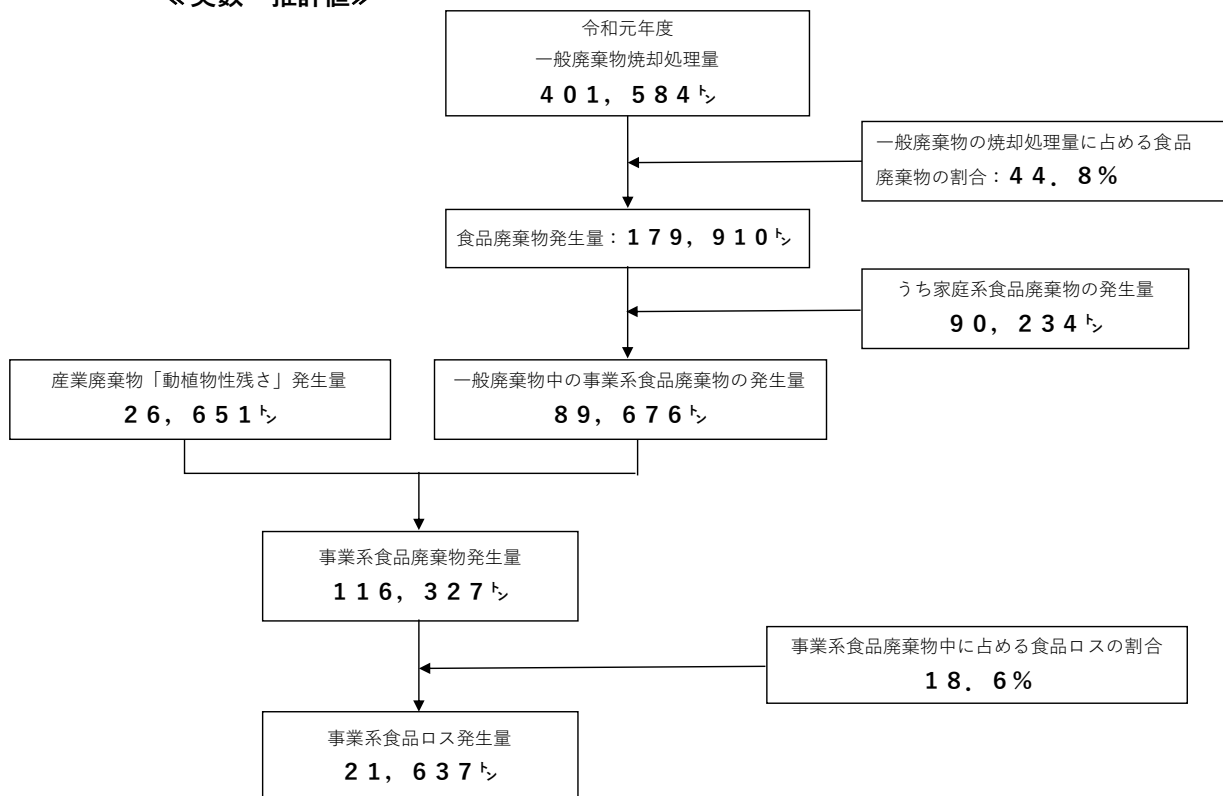 令和元年度
一般廃棄物焼却処理量
４０１，５８４㌧
一般廃棄物の焼却処理量に占める食品
廃棄物の割合：４４．８％
食品廃棄物発生量：１７９，９１０㌧
うち家庭系食品廃棄物の発生量
９０，２３４㌧
産業廃棄物「動植物性残さ」発生量
２６，６５１㌧
一般廃棄物中の事業系食品廃棄物の発生量
８９，６７６㌧
事業系食品廃棄物発生量
１１６，３２７㌧
事業系食品廃棄物中に占める食品ロスの割合
１８．６％
事業系食品ロス発生量
２１，６３７㌧